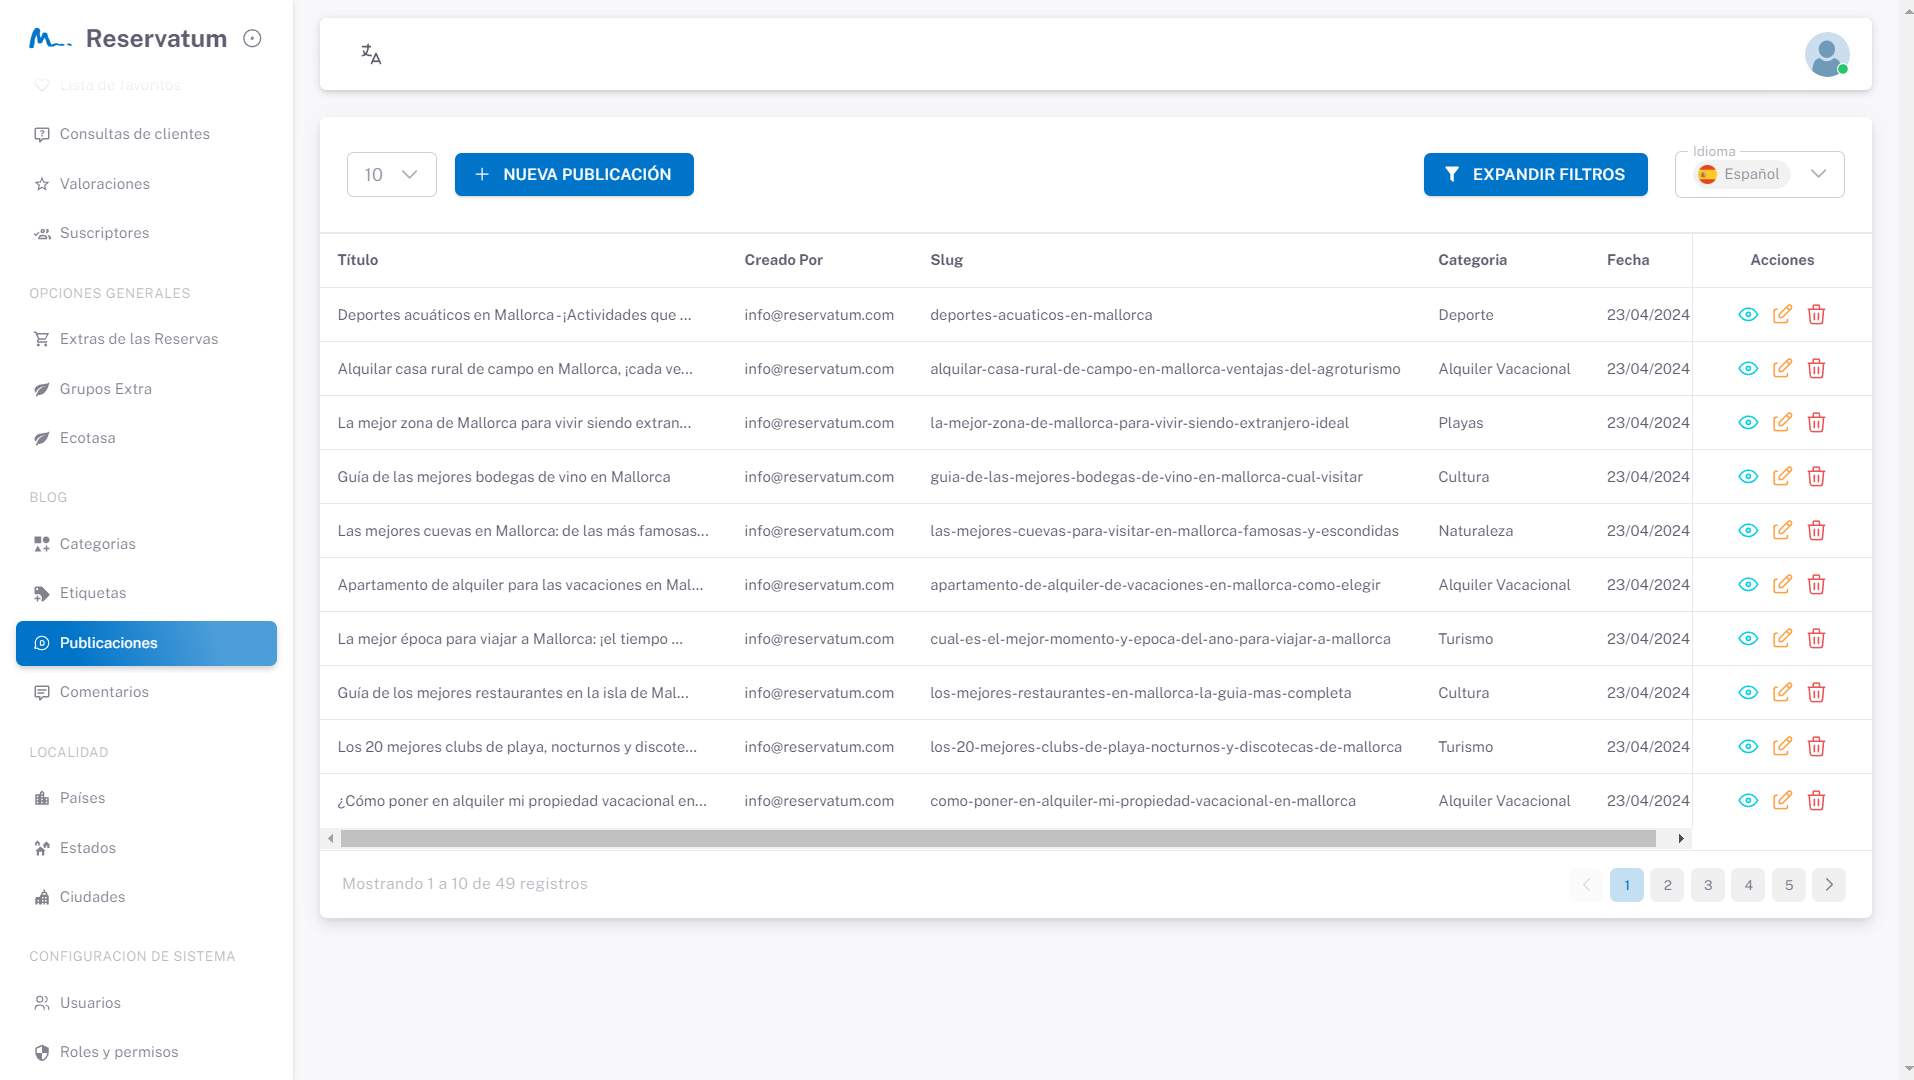 Reservatum
Lista de favoritos
Consultas de clientes
Valoraciones
Suscriptores
OPCIONES GENERALES
Extras de las Reservas
Grupos Extra
Ecotasa
BLOG
Categorias
Etiquetas
Publicaciones
Comentarios
LOCALIDAD
Países
Estados
Ciudades
CONFIGURACION DE SISTEMA
Usuarios
Roles y permisos
10
NUEVA PUBLICACIÓN
EXPANDIR FILTROS
Idioma
Español
Título Creado Por Slug Categoria Fecha Acciones
Deportes acuáticos en Mallorca - ¡Actividades que ... info@reservatum.com deportes-acuaticos-en-mallorca Deporte 23/04/2024
Alquilar casa rural de campo en Mallorca, ¡cada ve... info@reservatum.com alquilar-casa-rural-de-campo-en-mallorca-ventajas-del-agroturismo Alquiler Vacacional 23/04/2024
La mejor zona de Mallorca para vivir siendo extran... info@reservatum.com la-mejor-zona-de-mallorca-para-vivir-siendo-extranjero-ideal Playas 23/04/2024
Guía de las mejores bodegas de vino en Mallorca info@reservatum.com guia-de-las-mejores-bodegas-de-vino-en-mallorca-cual-visitar Cultura 23/04/2024
Las mejores cuevas en Mallorca: de las más famosas... info@reservatum.com las-mejores-cuevas-para-visitar-en-mallorca-famosas-y-escondidas Naturaleza 23/04/2024
Apartamento de alquiler para las vacaciones en Mal... info@reservatum.com apartamento-de-alquiler-de-vacaciones-en-mallorca-como-elegir Alquiler Vacacional 23/04/2024
La mejor época para viajar a Mallorca: ¡el tiempo ... info@reservatum.com cual-es-el-mejor-momento-y-epoca-del-ano-para-viajar-a-mallorca Turismo 23/04/2024
Guía de los mejores restaurantes en la isla de Mal... info@reservatum.com los-mejores-restaurantes-en-mallorca-la-guia-mas-completa Cultura 23/04/2024
Los 20 mejores clubs de playa, nocturnos y discote... info@reservatum.com los-20-mejores-clubs-de-playa-nocturnos-y-discotecas-de-mallorca Turismo 23/04/2024
¿Cómo poner en alquiler mi propiedad vacacional en... info@reservatum.com como-poner-en-alquiler-mi-propiedad-vacacional-en-mallorca Alquiler Vacacional 23/04/2024
Mostrando 1 a 10 de 49 registros
1 2 3 4 5